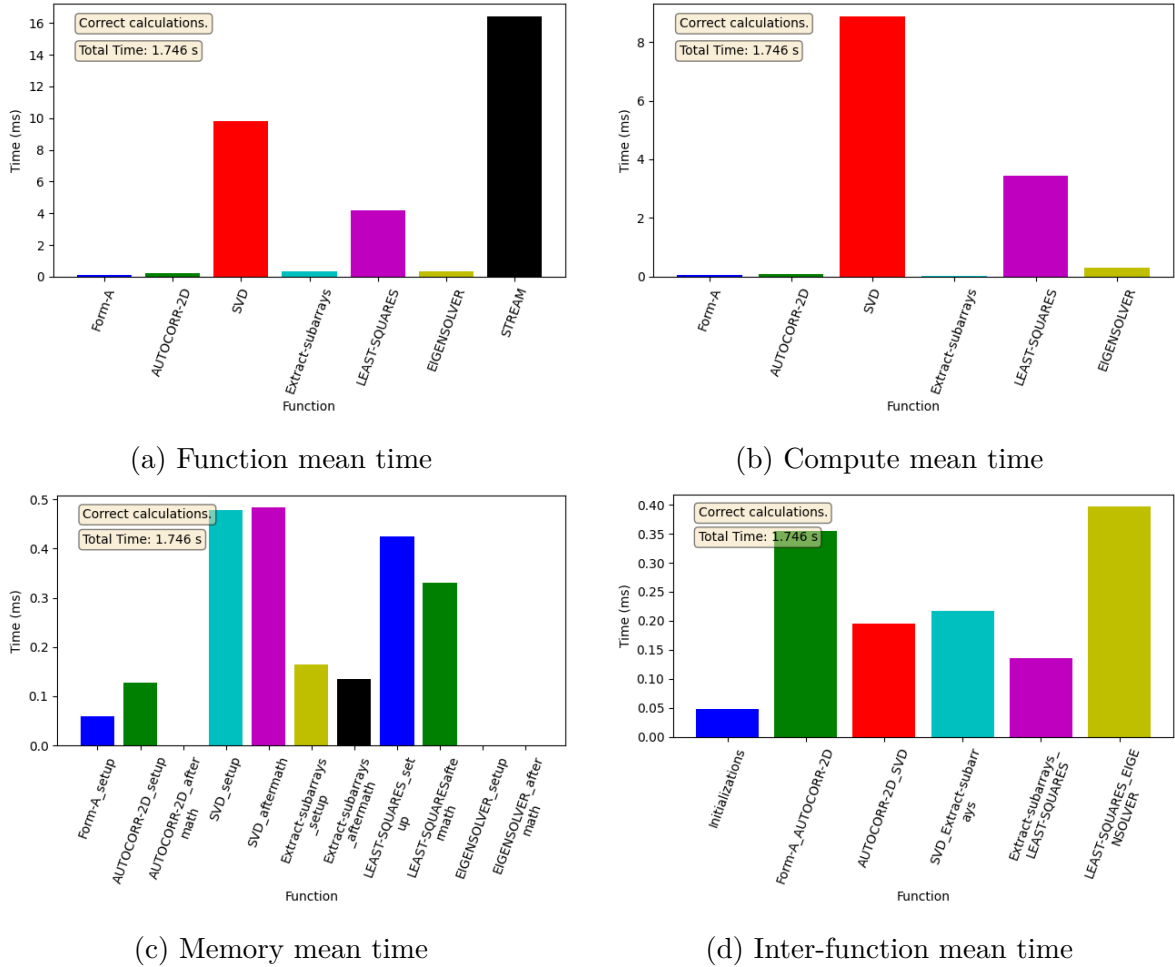 Correct calculations.
Total Time: 1.746 s
Time (ms)
16
14
12
10
8
6
4
2
0
Form-A
AUTOCORR-2D
SVD
Extract-subarrays
LEAST-SQUARES
EIGENSOLVER
STREAM
Function
(a) Function mean time
Correct calculations.
Total Time: 1.746 s
Time (ms)
8
6
4
2
0
Form-A
AUTOCORR-2D
SVD
Extract-subarrays
LEAST-SQUARES
EIGENSOLVER
Function
(b) Compute mean time
Correct calculations.
Total Time: 1.746 s
Time (ms)
0.5
0.4
0.3
0.2
0.1
0.0
Form-A_setup
AUTOCORR-2D_setup
AUTOCORR-2D_after
math
SVD_setup
SVD_aftermath
Extract-subarrays
_setup
Extract-subarrays
_aftermath
LEAST-SQUARES_set
up
LEAST-SQUARESafte
rmath
EIGENSOLVER_setup
EIGENSOLVER_after
math
Function
(c) Memory mean time
Correct calculations.
Total Time: 1.746 s
Time (ms)
0.40
0.35
0.30
0.25
0.20
0.15
0.10
0.05
0.00
Initializations
Form-A_AUTOCORR-2D
AUTOCORR-2D_SVD
SVD_Extract-subarr
ays
Extract-subarrays_
LEAST-SQUARES
LEAST-SQUARES_EIGE
NSOLVER
Function
(d) Inter-function mean time